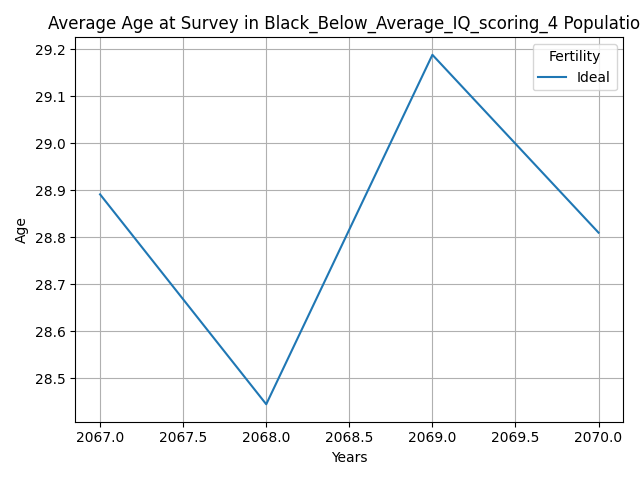 Average Age at Survey in Black_Below_Average_IQ_scoring_4 Populatio
29.2
29.1
29.0
28.9
28.8
28.7
28.6
28.5
Age
Fertility
Ideal
2067.0 2067.5 2068.0 2068.5 2069.0 2069.5 2070.0
Years